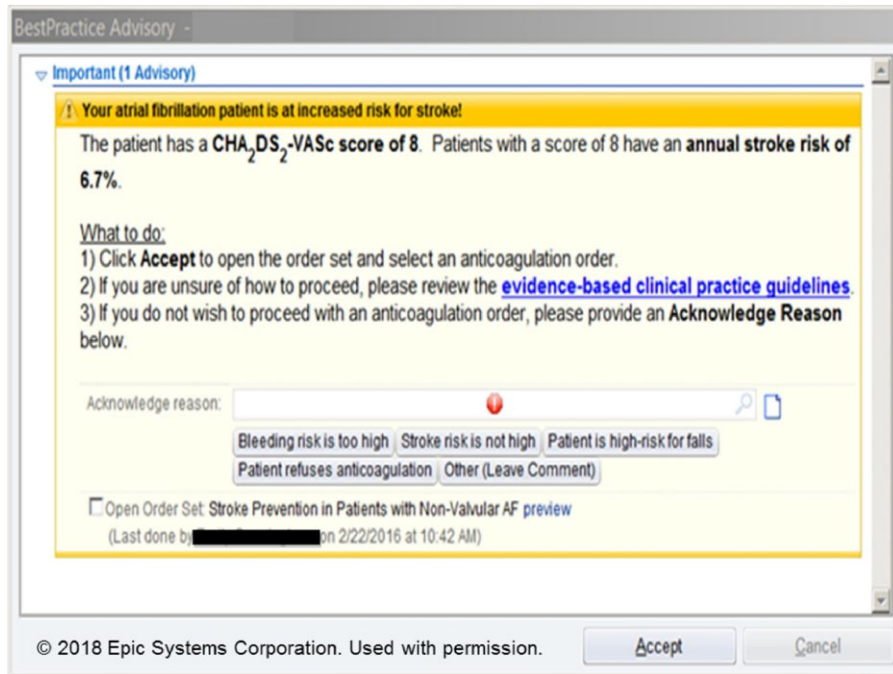 BestPractice Advisory -
Important (1 Advisory)
Your atrial fibrillation patient is at increased risk for stroke!
The patient has a CHA2DS2-VASc score of 8. Patients with a score of 8 have an annual stroke risk of
6.7%.
What to do:
1) Click Accept to open the order set and select an anticoagulation order.
2) If you are unsure of how to proceed, please review the evidence-based clinical practice guidelines.
3) If you do not wish to proceed with an anticoagulation order, please provide an Acknowledge Reason
below.
Acknowledge reason:
Bleeding risk is too high Stroke risk is not high Patient is high-risk for falls
Patient refuses anticoagulation Other (Leave Comment)
Open Order Set: Stroke Prevention in Patients with Non-Valvular AF preview
(Last done by on 2/22/2016 at 10:42 AM)
© 2018 Epic Systems Corporation. Used with permission. Accept Cancel